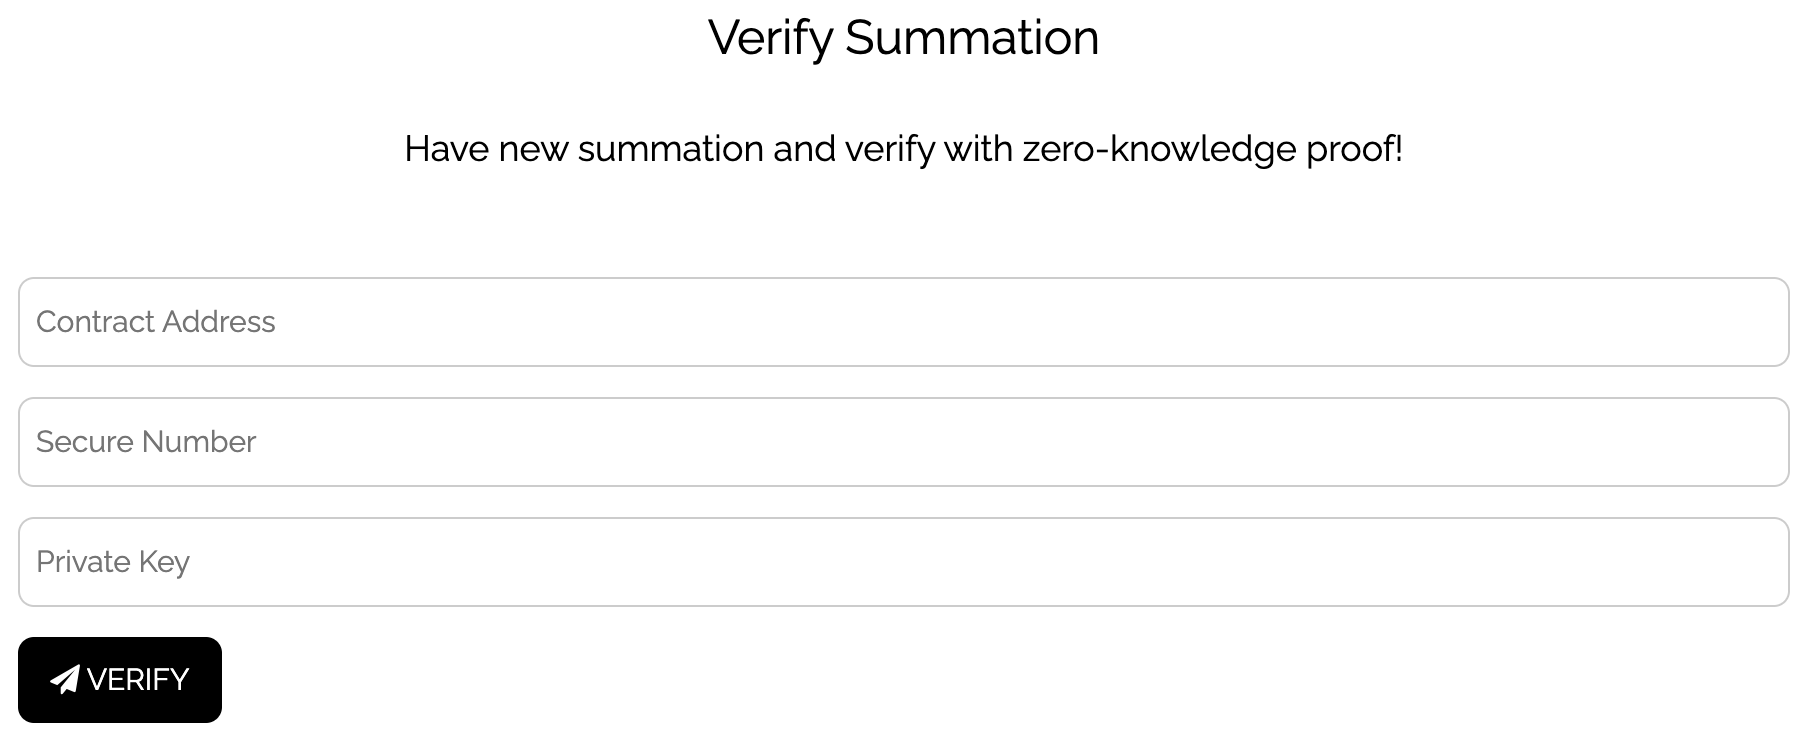 Verify Summation
Have new summation and verify with zero-knowledge proof!
Contract Address
Secure Number
Private Key
VERIFY